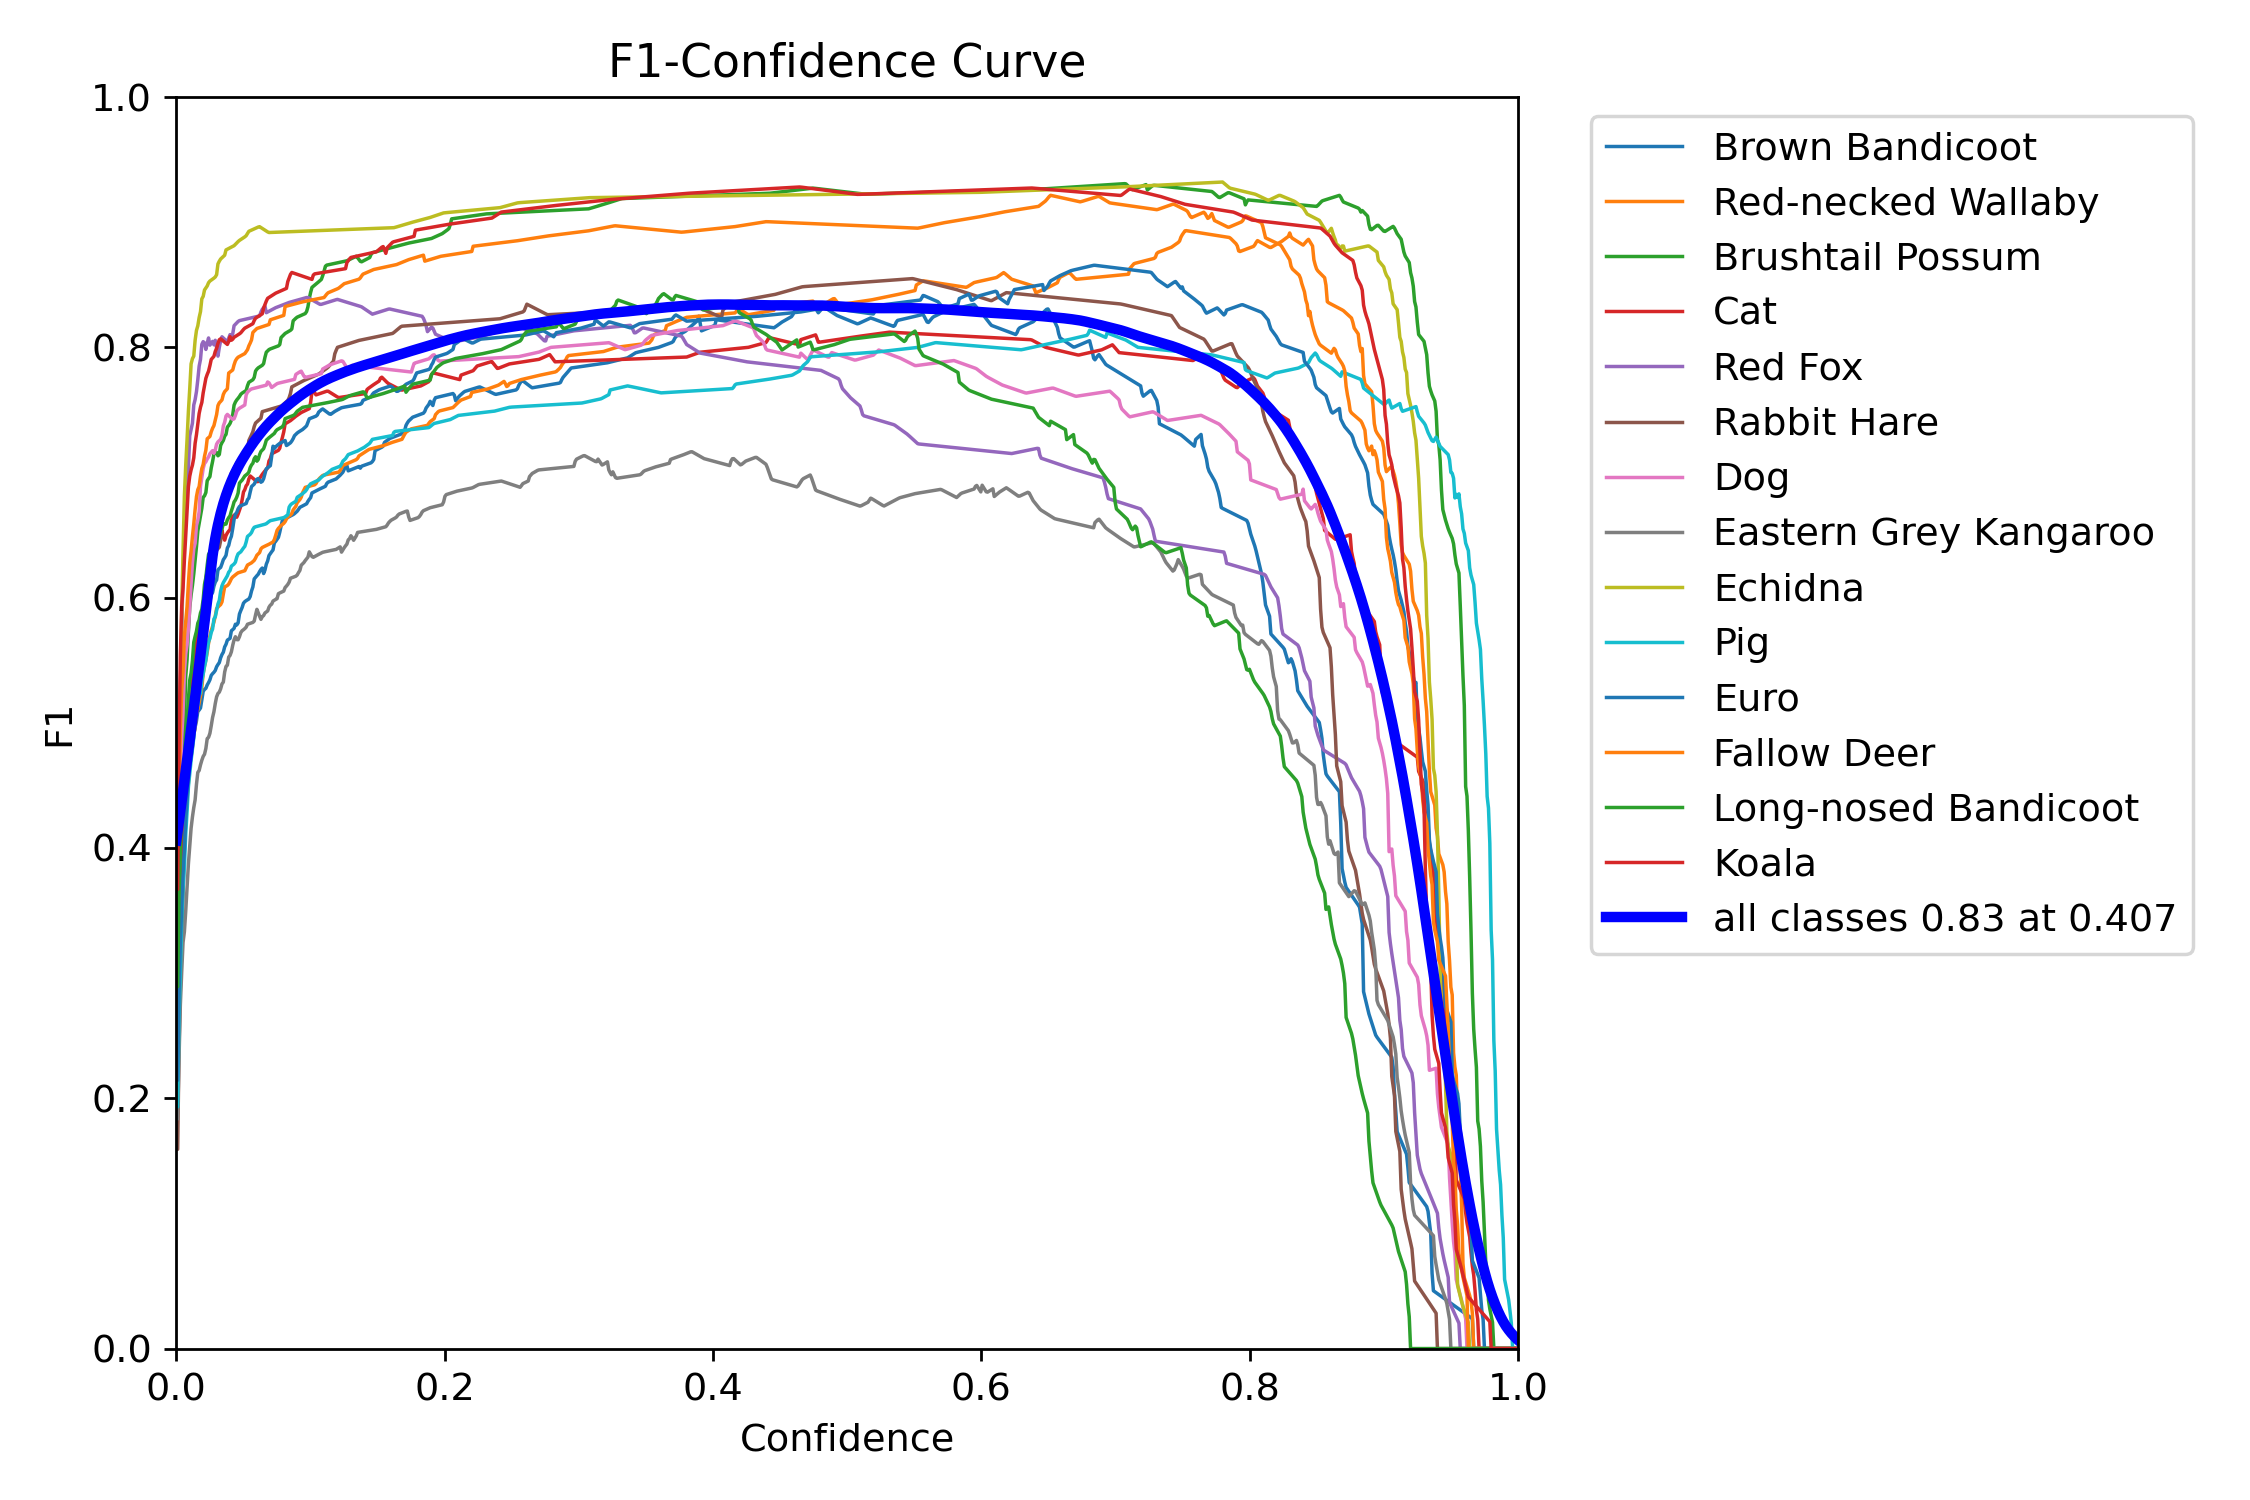 F1-Confidence Curve
1.0
0.8
0.6
0.4
0.2
0.0
F1
0.0 0.2 0.4 0.6 0.8 1.0
Confidence
Brown Bandicoot
Red-necked Wallaby
Brushtail Possum
Cat
Red Fox
Rabbit Hare
Dog
Eastern Grey Kangaroo
Echidna
Pig
Euro
Fallow Deer
Long-nosed Bandicoot
Koala
all classes 0.83 at 0.407